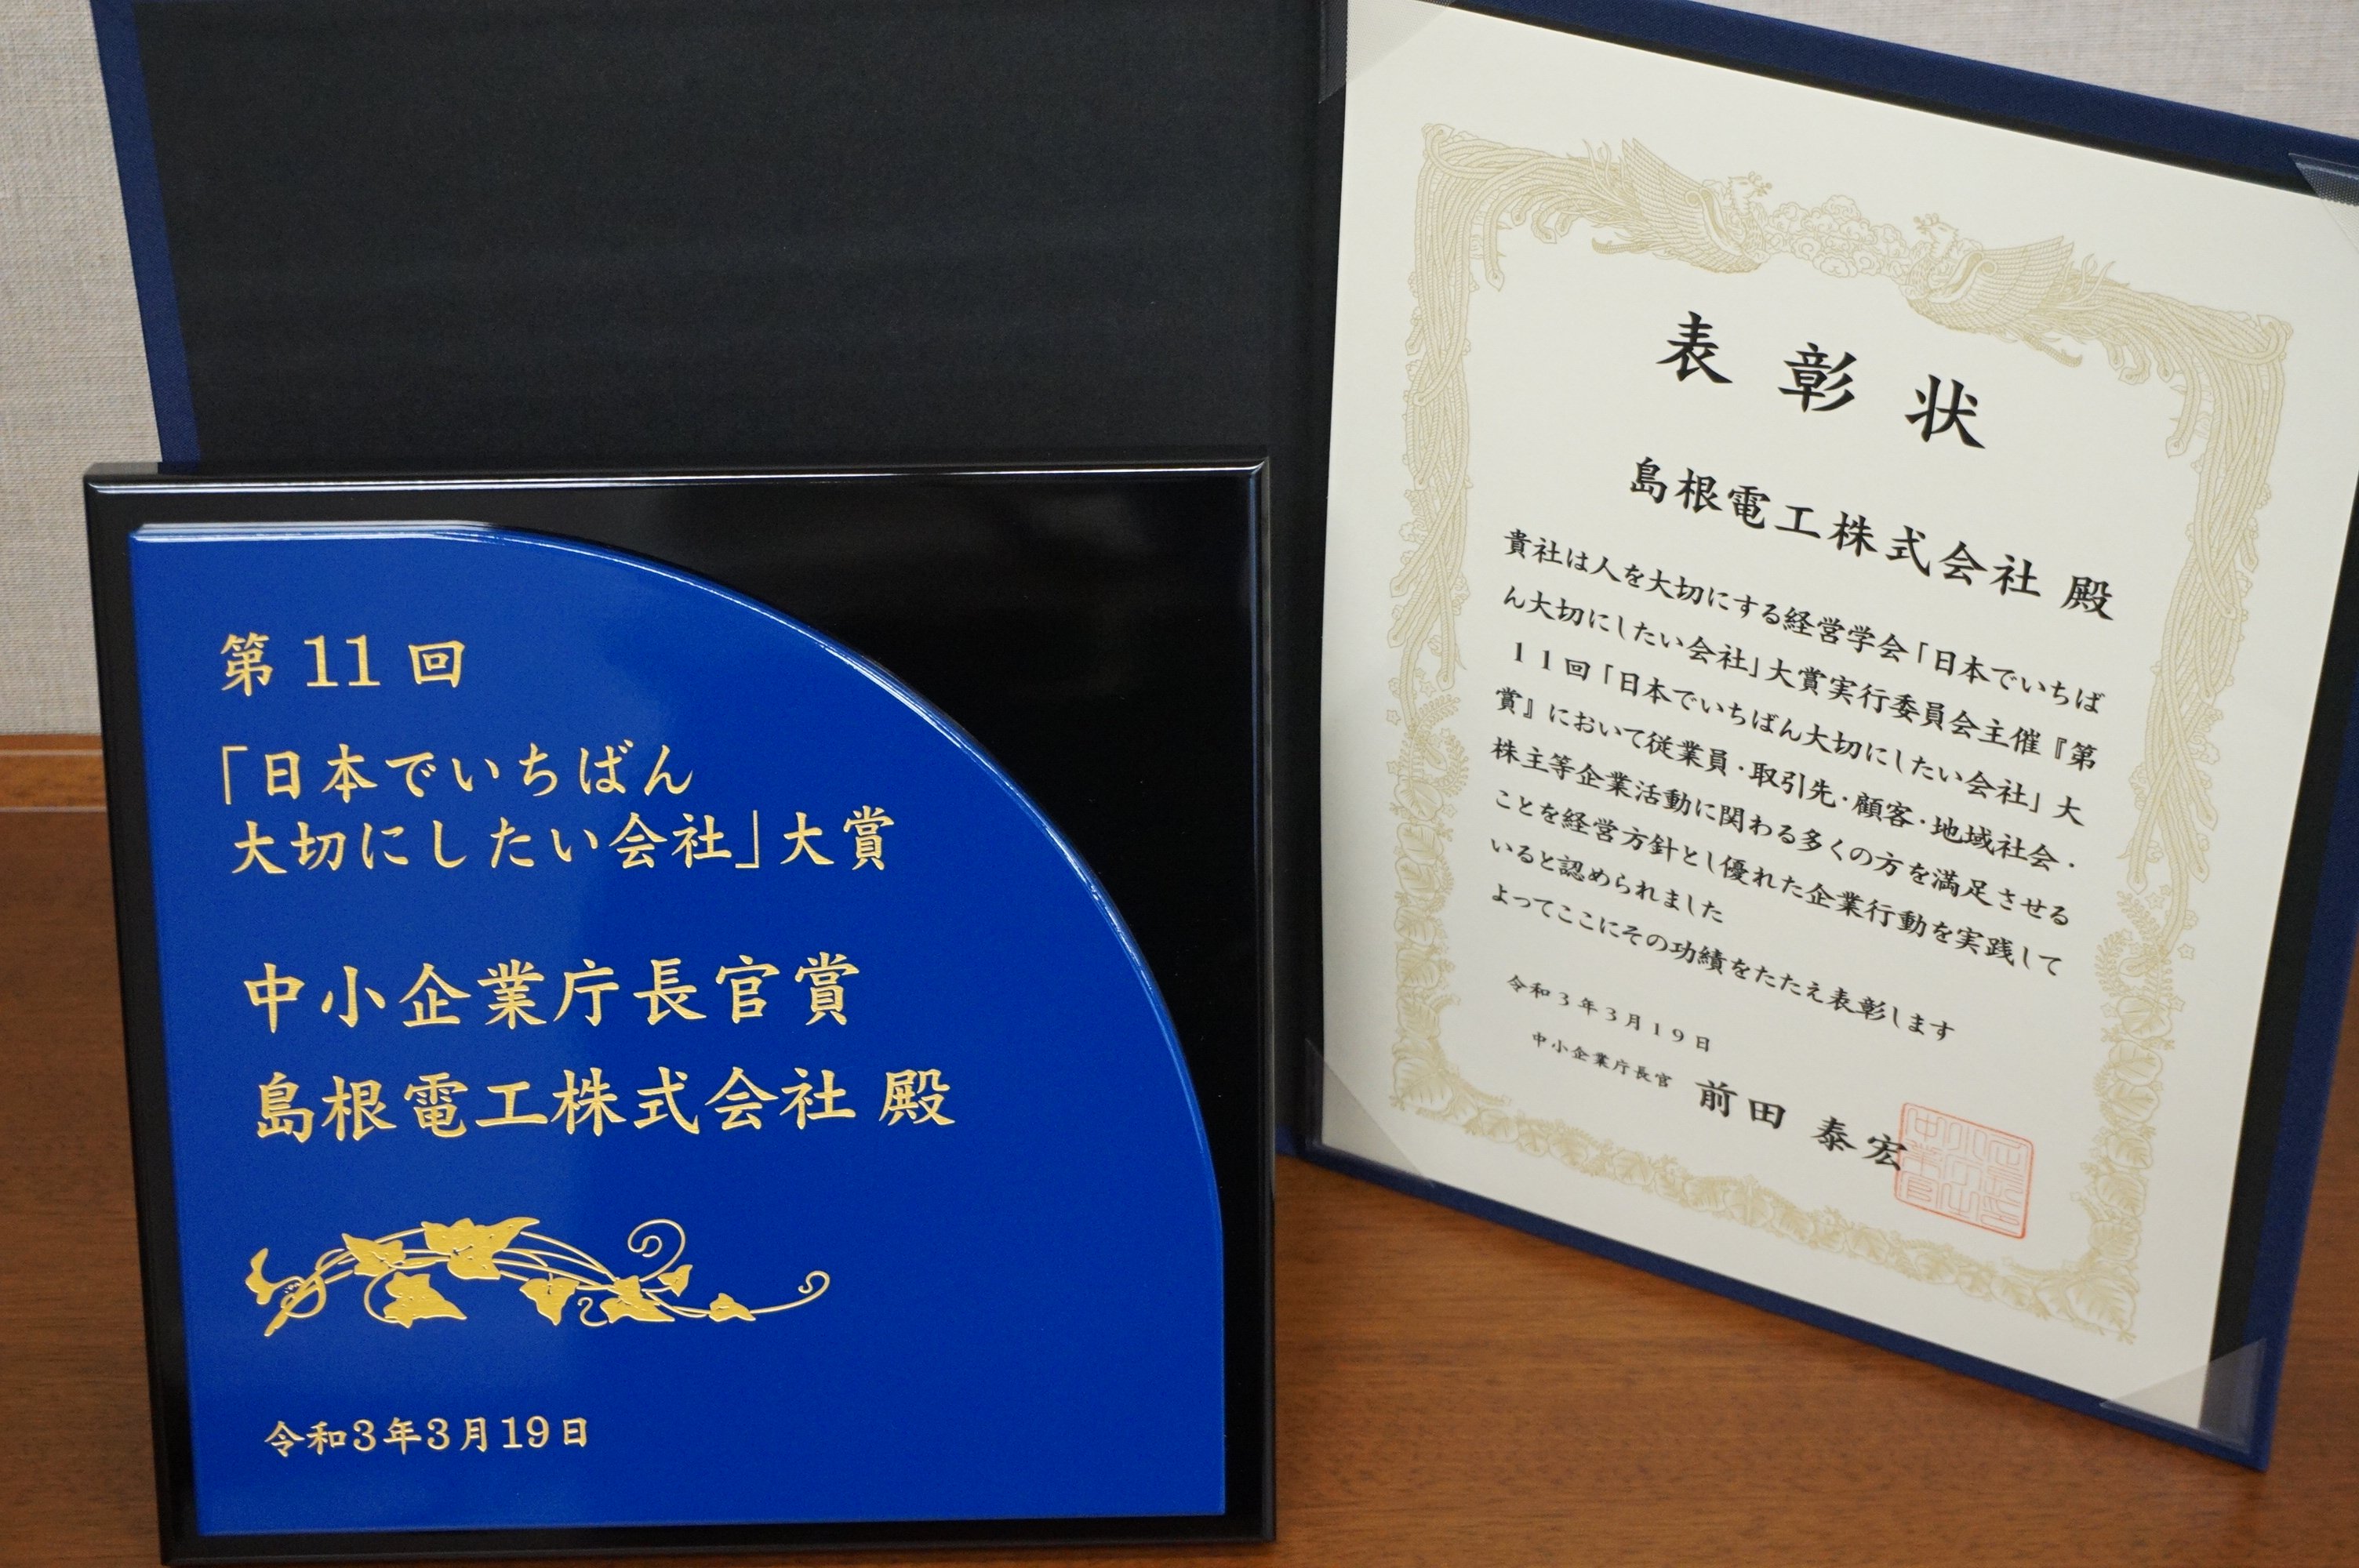 第11回
「日本でいちばん
大切にしたい会社」大賞
中小企業庁長官賞
島根電工株式会社 殿
令和3年3月19日
表彰状
島根電工株式会社 殿
貴社は人を大切にする経営学会「日本でいちば
ん大切にしたい会社」大賞実行委員会主催『第
11回「日本でいちばん大切にしたい会社」大
賞』において従業員・取引先・顧客・地域社会・
株主等企業活動に関わる多くの方を満足させる
ことを経営方針とし優れた企業行動を実践して
いると認められました
よってここにその功績をたたえ表彰します
令和3年3月19日
中小企業庁長官 前田 泰宏